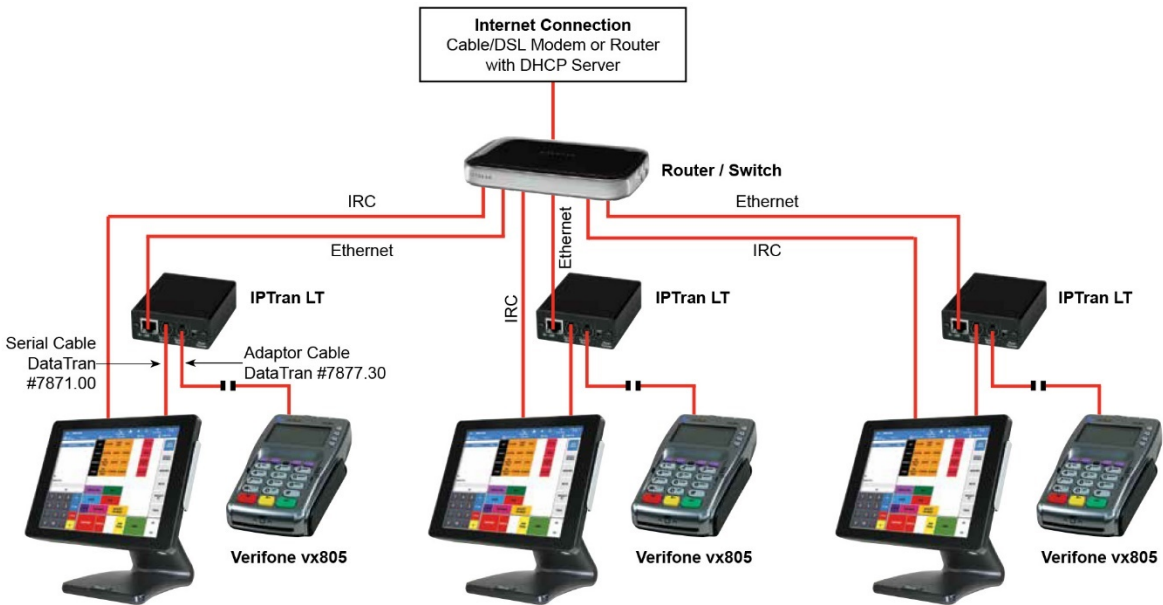 Internet Connection
Cable/DSL Modem or Router
with DHCP Server
Router / Switch
IRC
Ethernet
Ethernet
IRC
Ethernet
IRC
Ethernet
IPTran LT
IPTran LT
IPTran LT
Serial Cable
DataTran
#7871.00
Adaptor Cable
DataTran #7877.30
Verifone vx805
Verifone vx805
Verifone vx805